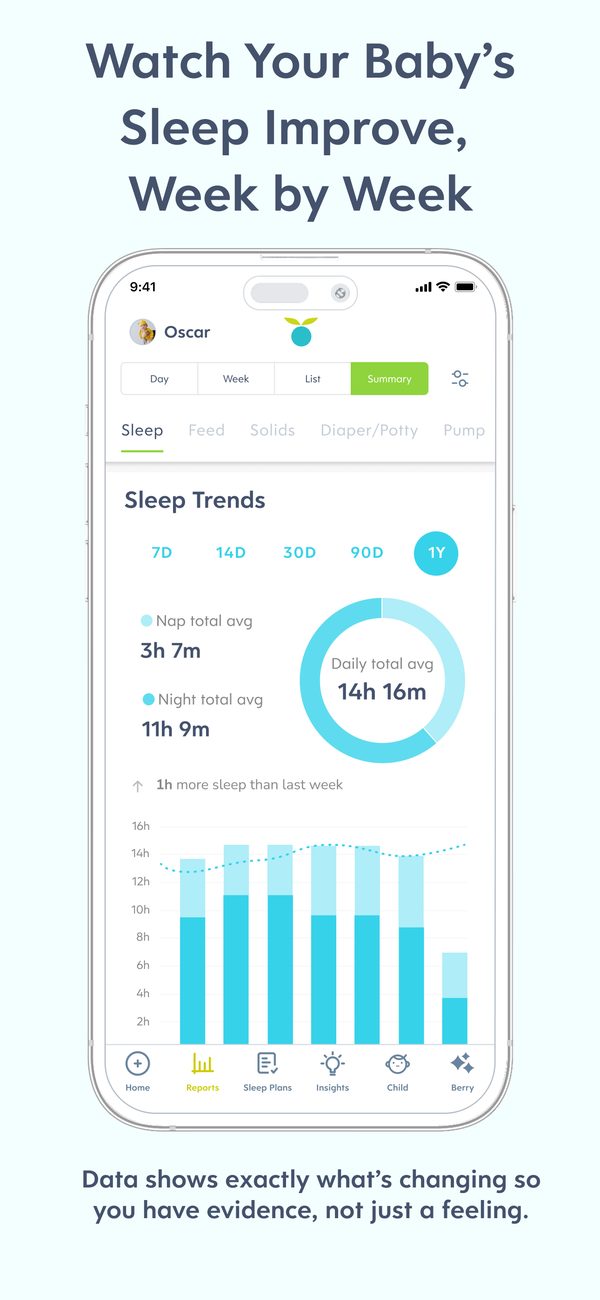 Watch Your Baby’s
Sleep Improve,
Week by Week
9:41
Oscar
Day Week List Summary
Sleep Feed Solids Diaper/Potty Pump
Sleep Trends
7D 14D 30D 90D 1Y
Nap total avg
3h 7m
Night total avg
11h 9m
Daily total avg
14h 16m
1h more sleep than last week
16h
14h
12h
10h
8h
6h
4h
2h
Home Reports Sleep Plans Insights Child Berry
Data shows exactly what’s changing so
you have evidence, not just a feeling.